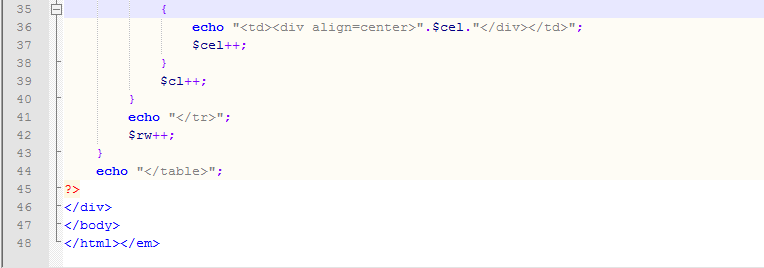 35 {
36 echo "<td><div align=center>".$cel."</div></td>";
37 $cel++;
38 }
39 $cl++;
40 }
41 echo "</tr>";
42 $rw++;
43 }
44 echo "</table>";
45 ?>
46 </div>
47 </body>
48 </html></em>